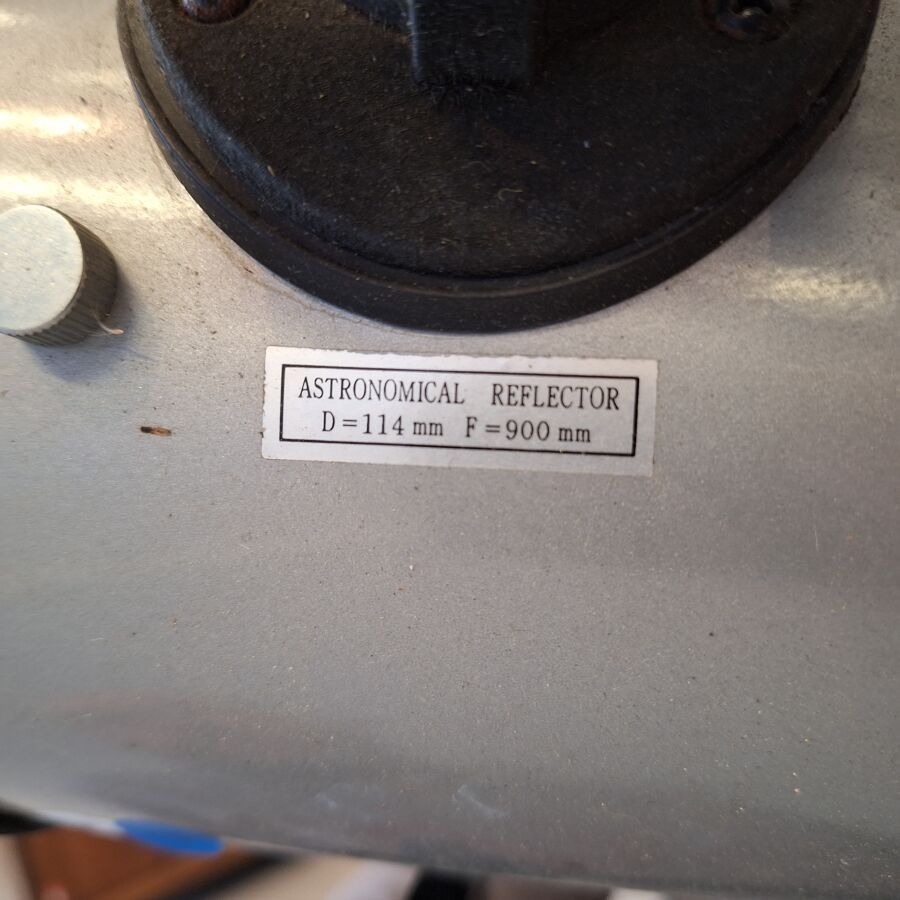 ASTRONOMICAL REFLECTOR
D=114 mm F=900 mm